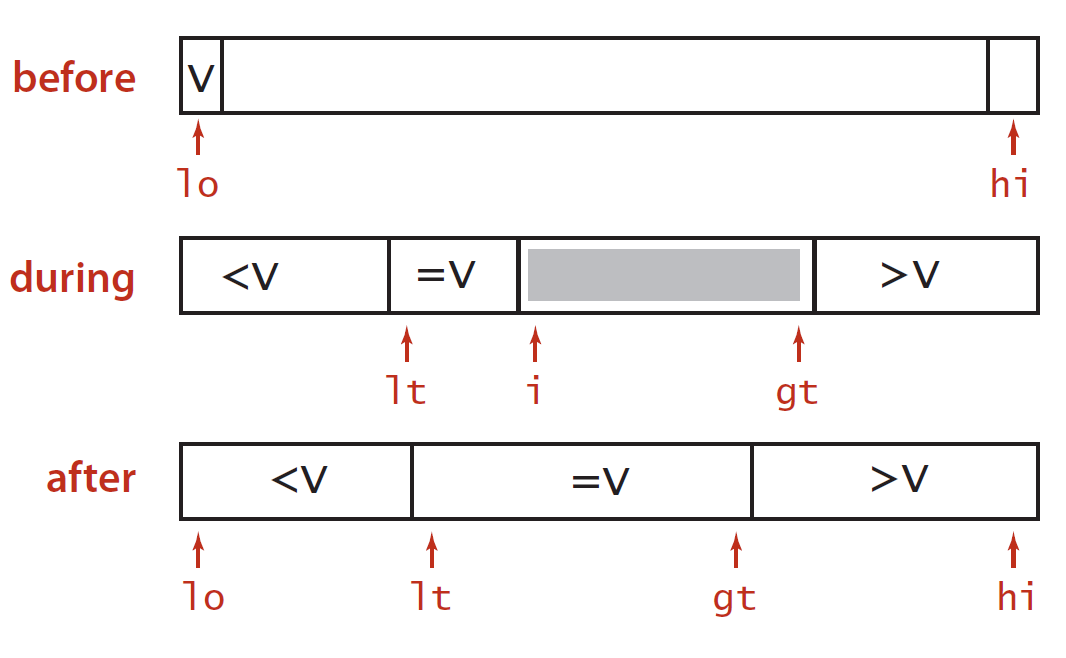 before V
lo hi
during <V =V >V
lt i gt
after <V =V >V
lo lt gt hi